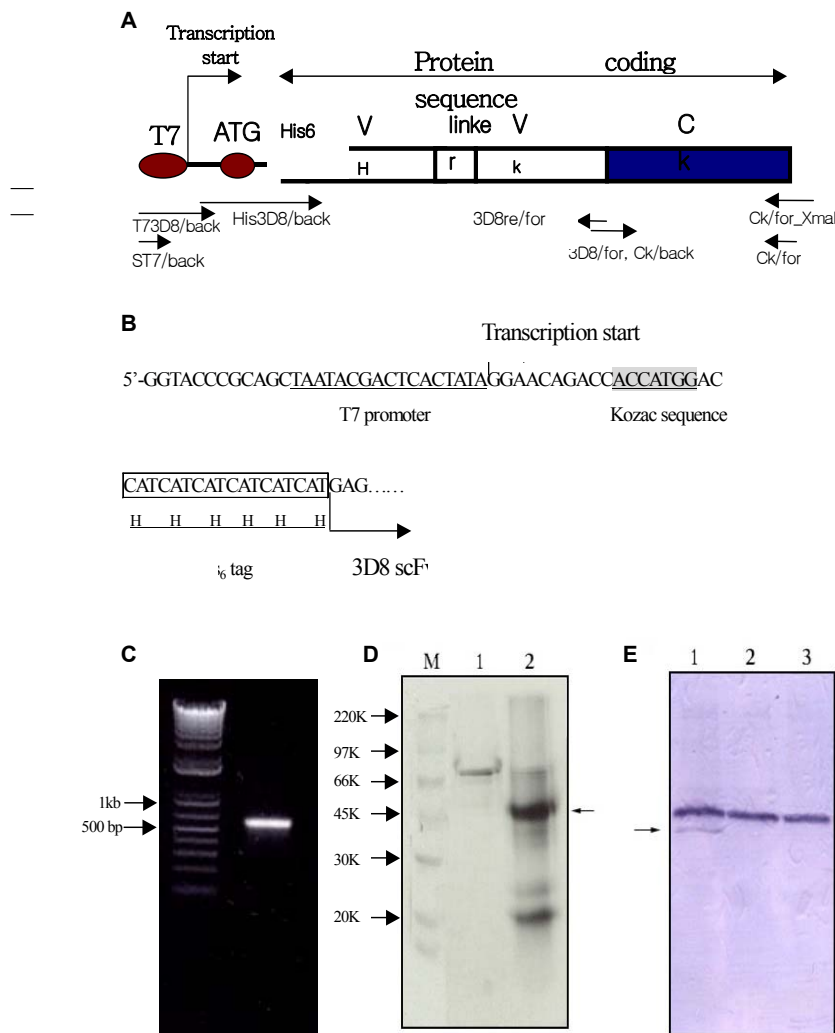 A
Transcription
start
Protein coding
sequence
T7 ATG His6 V linke V C
H r k k
T73D8/back His3D8/back 3D8re/for Ck/for_XmaI
ST7/back 3D8/for, Ck/back Ck/for
B
Transcription start
5'-GGTACCCGCAGCTAATACGACTCACTATAGGAACAGACCACCATGGAC
T7 promoter Kozac sequence
CATCATCATCATCATCATGAG……
H H H H H H
6 tag 3D8 scFv
C D M 1 2 E 1 2 3
220K
97K
66K
1kb 45K
500 bp
30K
20K